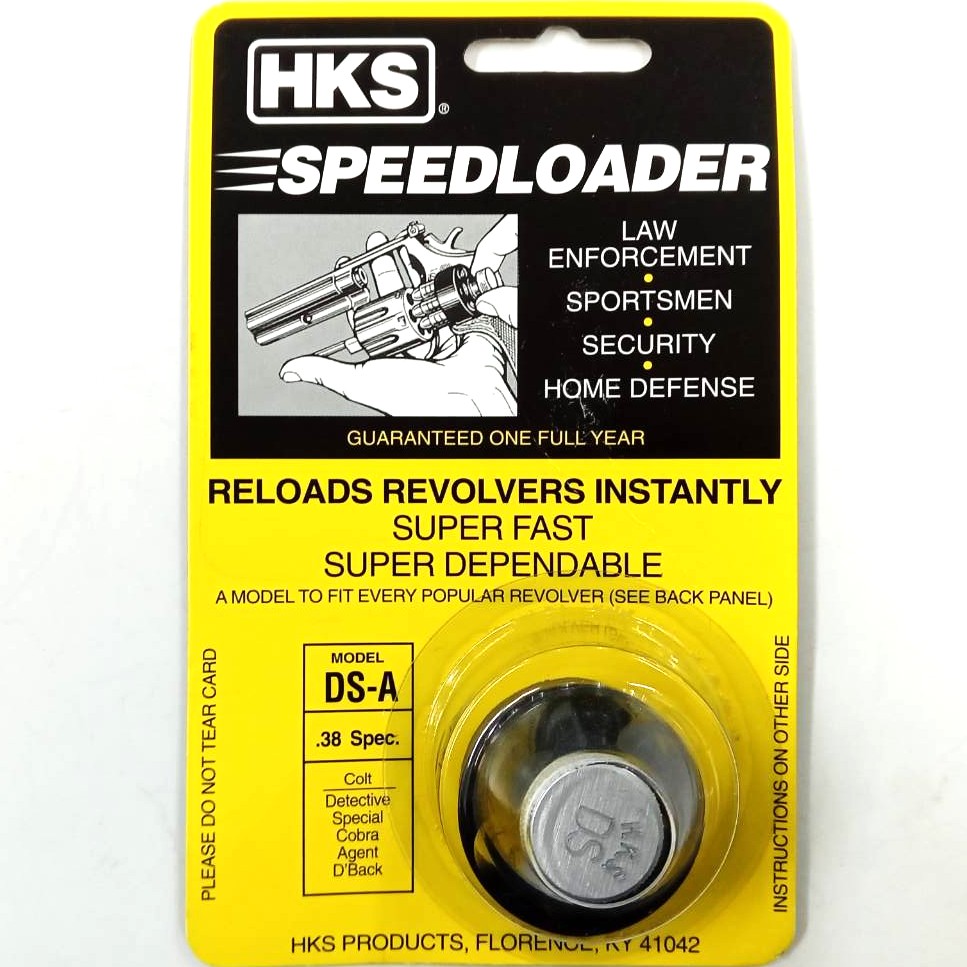 HKS®
SPEEDLOADER
LAW
ENFORCEMENT
•
SPORTSMEN
•
SECURITY
•
HOME DEFENSE
GUARANTEED ONE FULL YEAR
RELOADS REVOLVERS INSTANTLY
SUPER FAST
SUPER DEPENDABLE
A MODEL TO FIT EVERY POPULAR REVOLVER (SEE BACK PANEL)
PLEASE DO NOT TEAR CARD
MODEL
DS-A
.38 Spec.
Colt
Detective
Special
Cobra
Agent
D'Back
HKS
DS
INSTRUCTIONS ON OTHER SIDE
HKS PRODUCTS, FLORENCE, KY 41042